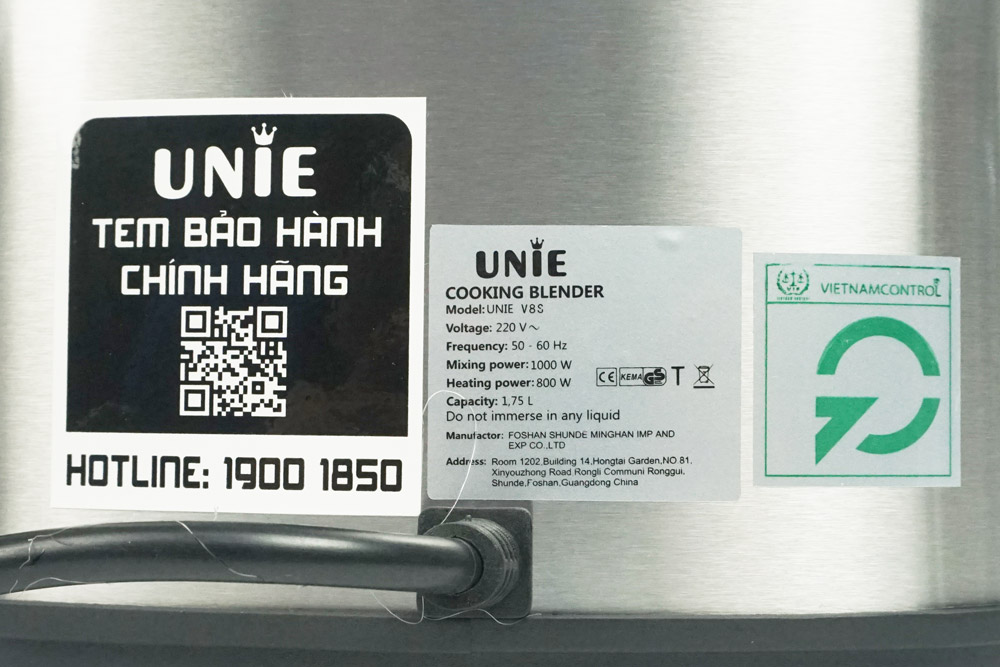 UNIE
TEM BẢO HÀNH
CHÍNH HÃNG
HOTLINE: 1900 1850
UNIE
COOKING BLENDER
Model:UNIE V8S
Voltage: 220 V~
Frequency: 50 - 60 Hz
Mixing power: 1000 W
Heating power: 800 W
Capacity: 1,75 L
Do not immerse in any liquid
CE KEMA GS T
Manufactor: FOSHAN SHUNDE MINGHAN IMP AND
EXP CO.,LTD
Address: Room 1202,Building 14,Hongtai Garden,NO 81.
Xinyouzhong Road Rongli Communi Ronggui,
Shunde,Foshan,Guangdong China
VIETNAMCONTROL